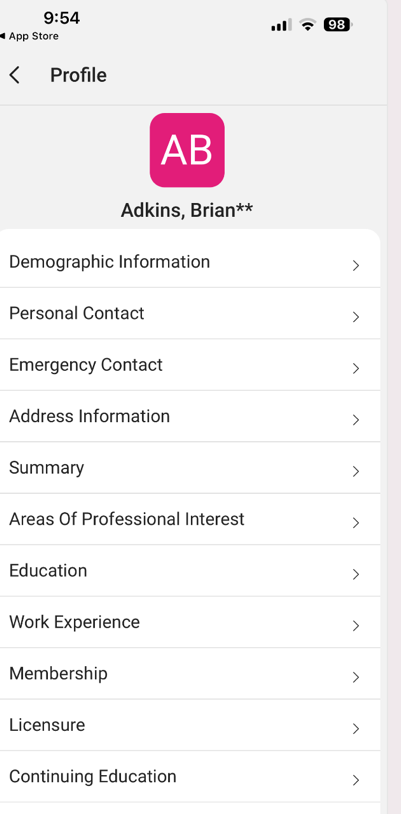 9:54
98
App Store
Profile
AB
Adkins, Brian**
Demographic Information
Personal Contact
Emergency Contact
Address Information
Summary
Areas Of Professional Interest
Education
Work Experience
Membership
Licensure
Continuing Education